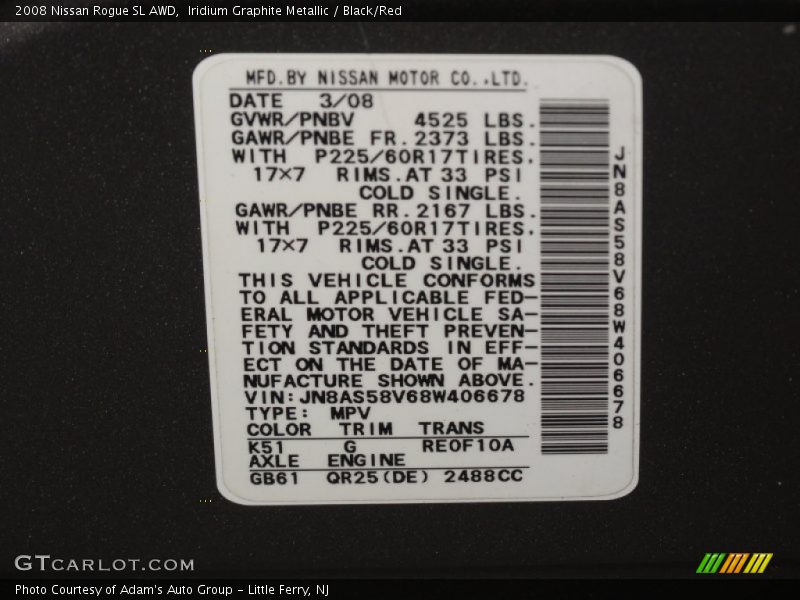 2008 Nissan Rogue SL AWD,  Iridium Graphite Metallic / Black/Red
MFD.BY NISSAN MOTOR CO.,LTD.
DATE 3/08
GVWR/PNBV 4525 LBS.
GAWR/PNBE FR.2373 LBS.
WITH P225/60R17TIRES.
17×7 RIMS.AT 33 PSI
COLD SINGLE.
GAWR/PNBE RR.2167 LBS.
WITH P225/60R17TIRES.
17×7 RIMS.AT 33 PSI
COLD SINGLE.
THIS VEHICLE CONFORMS
TO ALL APPLICABLE FED-
ERAL MOTOR VEHICLE SA-
FETY AND THEFT PREVEN-
TION STANDARDS IN EFF-
ECT ON THE DATE OF MA-
NUFACTURE SHOWN ABOVE.
VIN:JN8AS58V68W406678
TYPE: MPV
COLOR TRIM TRANS
K51 G RE0F10A
AXLE ENGINE
GB61 QR25(DE) 2488CC
JN8AS58V68W406678
GTCARLOT.COM
Photo Courtesy of Adam's Auto Group - Little Ferry, NJ